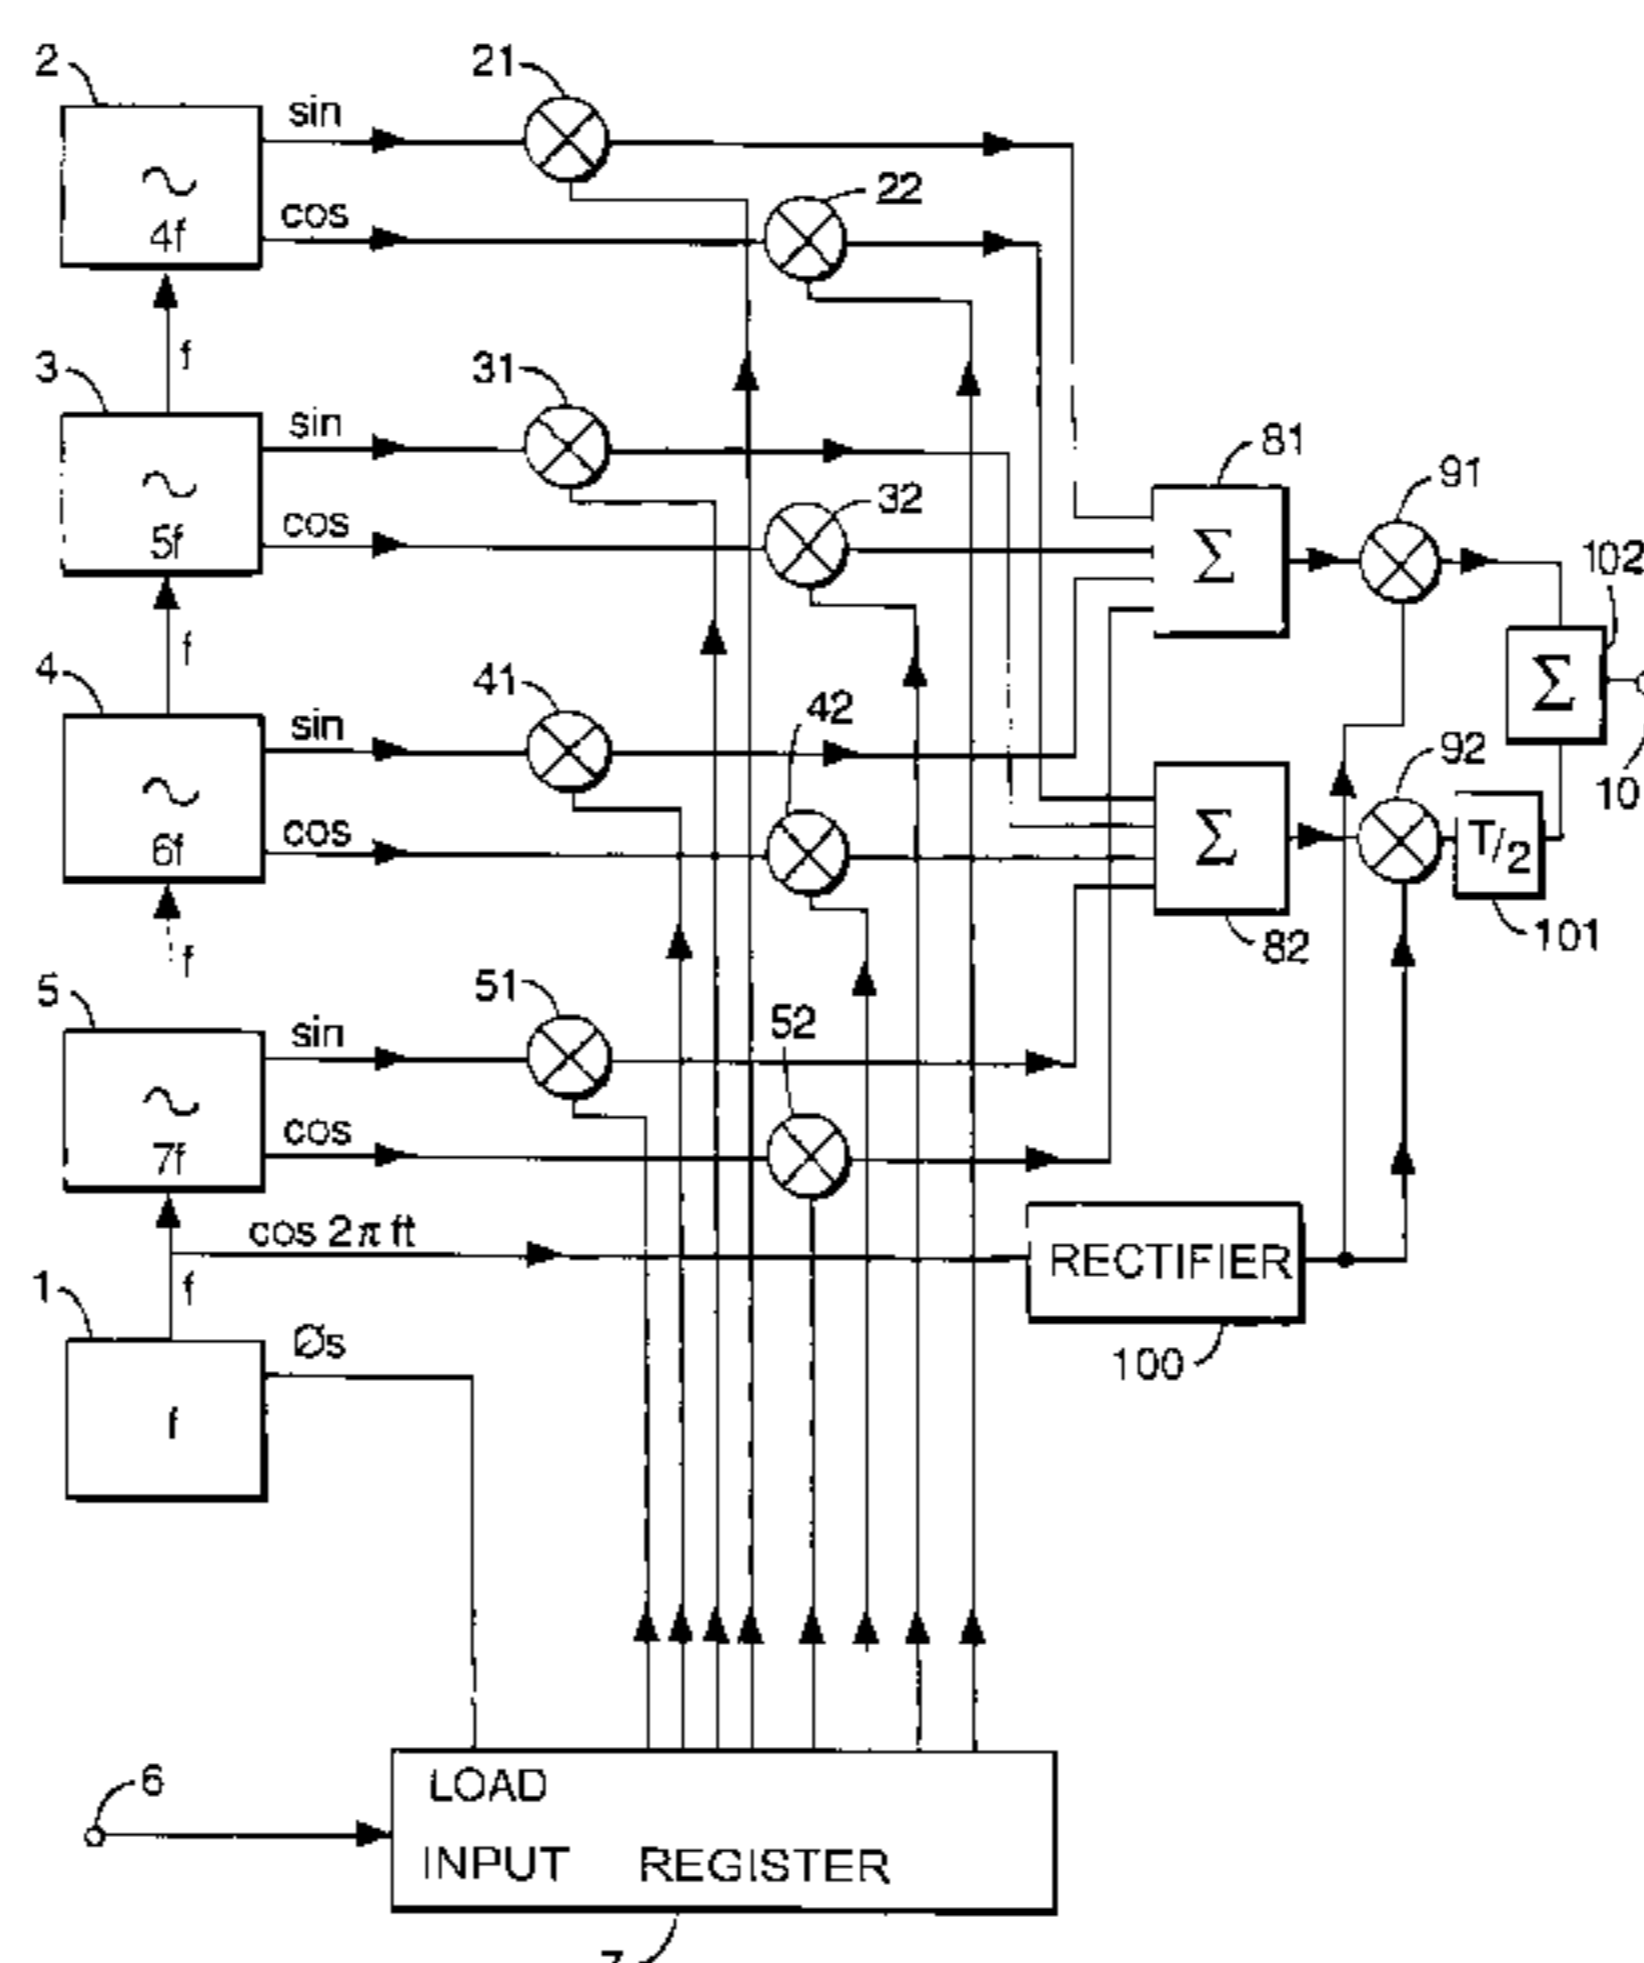 2
21
sin
22
cos
4f
f
3
31
sin
32
cos
5f
81
Σ
91
102
f
4
41
sin
42
Σ
92
10
cos
6f
Σ
T/2
82
101
f
5
51
sin
52
cos
7f
cos 2π ft
RECTIFIER
100
1
f
Øs
f
6
LOAD
INPUT REGISTER